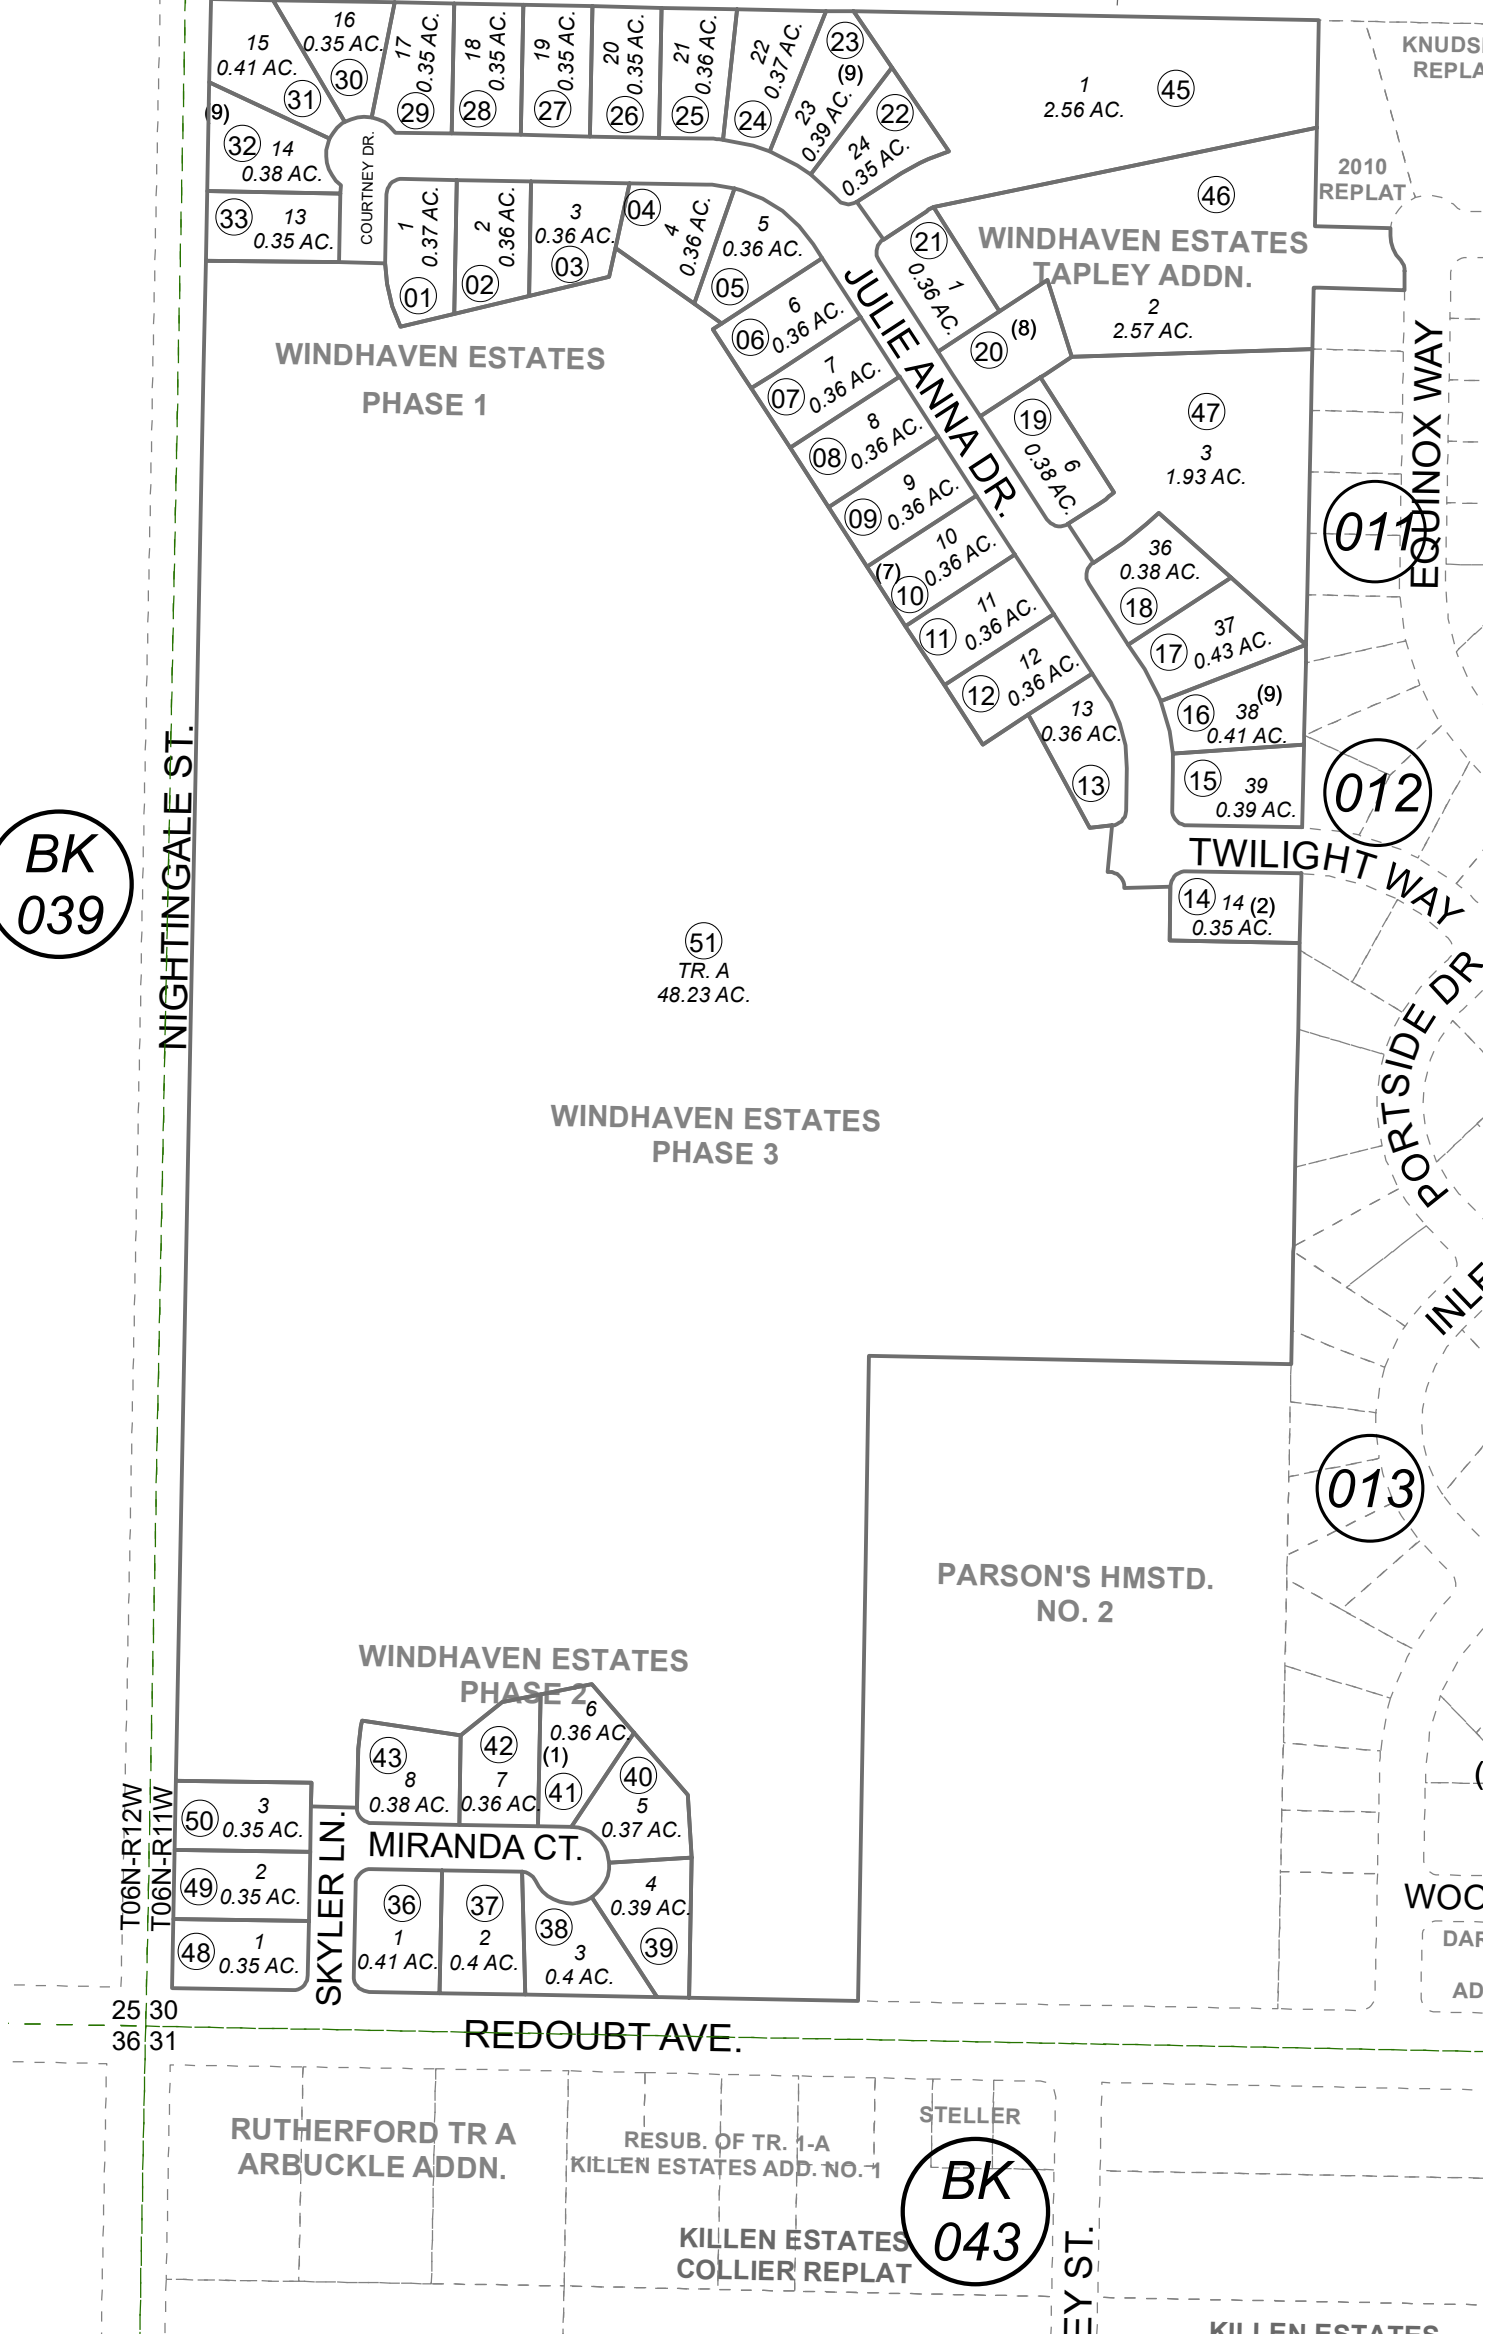 15
0.41 AC.
31
16
0.35 AC.
30
17
0.35 AC.
29
18
0.35 AC.
28
19
0.35 AC.
27
20
0.35 AC.
26
21
0.36 AC.
25
22
0.37 AC.
24
23
(9)
23
0.39 AC.
22
24
0.35 AC.
1
2.56 AC.
45
KNUDS
REPLA
2010
REPLAT
(9)
32
14
0.38 AC.
33
13
0.35 AC.
COURTNEY DR.
1
0.37 AC.
01
2
0.36 AC.
02
3
0.36 AC.
03
04
4
0.36 AC.
5
0.36 AC.
05
46
WINDHAVEN ESTATES
TAPLEY ADDN.
2
2.57 AC.
21
1
0.36 AC.
20
(8)
JULIE ANNA DR.
6
0.36 AC.
06
7
0.36 AC.
07
8
0.36 AC.
08
9
0.36 AC.
09
10
0.36 AC.
(7)
10
11
0.36 AC.
11
12
0.36 AC.
12
13
0.36 AC.
13
19
6
0.38 AC.
47
3
1.93 AC.
EQUINOX WAY
011
36
0.38 AC.
18
37
0.43 AC.
17
16
38
(9)
0.41 AC.
15
39
0.39 AC.
012
TWILIGHT WAY
14
14
(2)
0.35 AC.
WINDHAVEN ESTATES
PHASE 1
NIGHTINGALE ST.
BK
039
51
TR. A
48.23 AC.
PORTSIDE DR
WINDHAVEN ESTATES
PHASE 3
INLE
013
PARSON'S HMSTD.
NO. 2
WINDHAVEN ESTATES
PHASE 2
43
8
0.38 AC.
42
7
0.36 AC.
6
0.36 AC.
(1)
41
40
5
0.37 AC.
50
3
0.35 AC.
49
2
0.35 AC.
48
1
0.35 AC.
T06N-R12W
T06N-R11W
SKYLER LN.
MIRANDA CT.
36
1
0.41 AC.
37
2
0.4 AC.
38
3
0.4 AC.
4
0.39 AC.
39
(
WOO
DAR
AD
25 30
36 31
REDOUBT AVE.
RUTHERFORD TR A
ARBUCKLE ADDN.
RESUB. OF TR. 1-A
KILLEN ESTATES ADD. NO. 1
STELLER
BK
043
KILLEN ESTATES
COLLIER REPLAT
EY ST.
KILLEN ESTATES